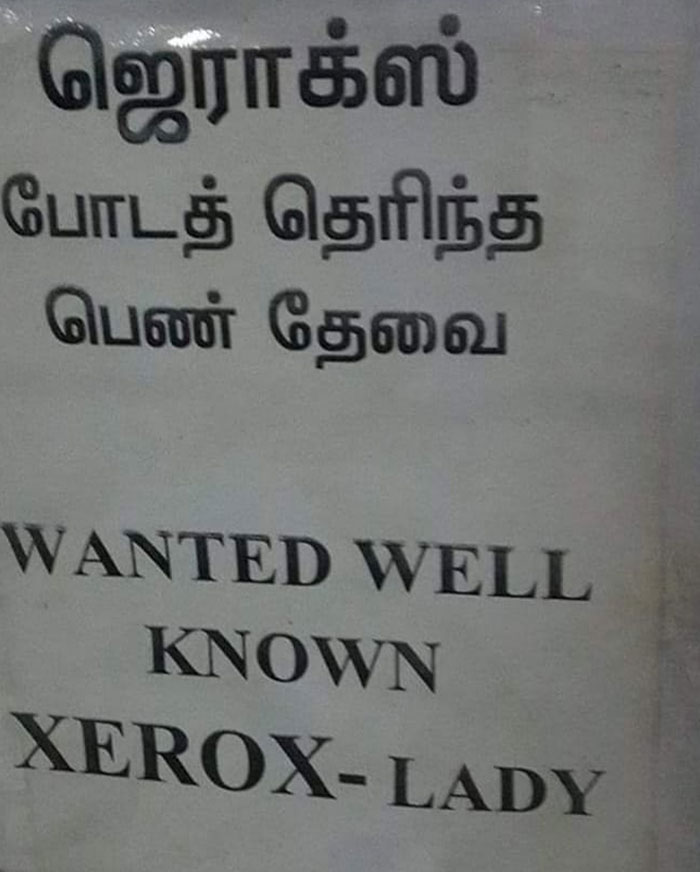 ஜெராக்ஸ்
போடத் தெரிந்த
பெண் தேவை
WANTED WELL
KNOWN
XEROX- LADY